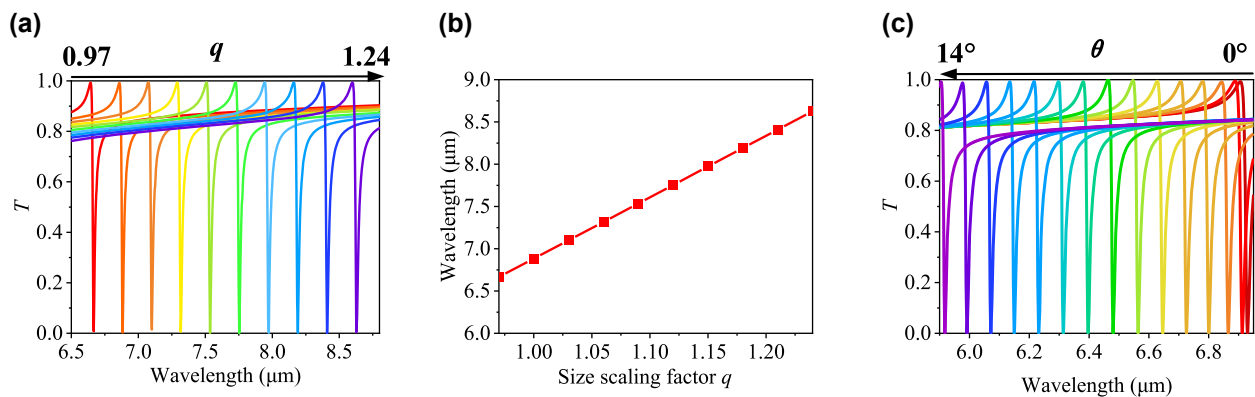 (a)
0.97 q 1.24
1.0
0.8
0.6
0.4
0.2
0.0
T
6.5 7.0 7.5 8.0 8.5
Wavelength (μm)
(b)
9.0
8.5
8.0
7.5
7.0
6.5
6.0
Wavelength (μm)
1.00 1.05 1.10 1.15 1.20
Size scaling factor q
(c)
14° θ 0°
1.0
0.8
0.6
0.4
0.2
0.0
T
6.0 6.2 6.4 6.6 6.8
Wavelength (μm)